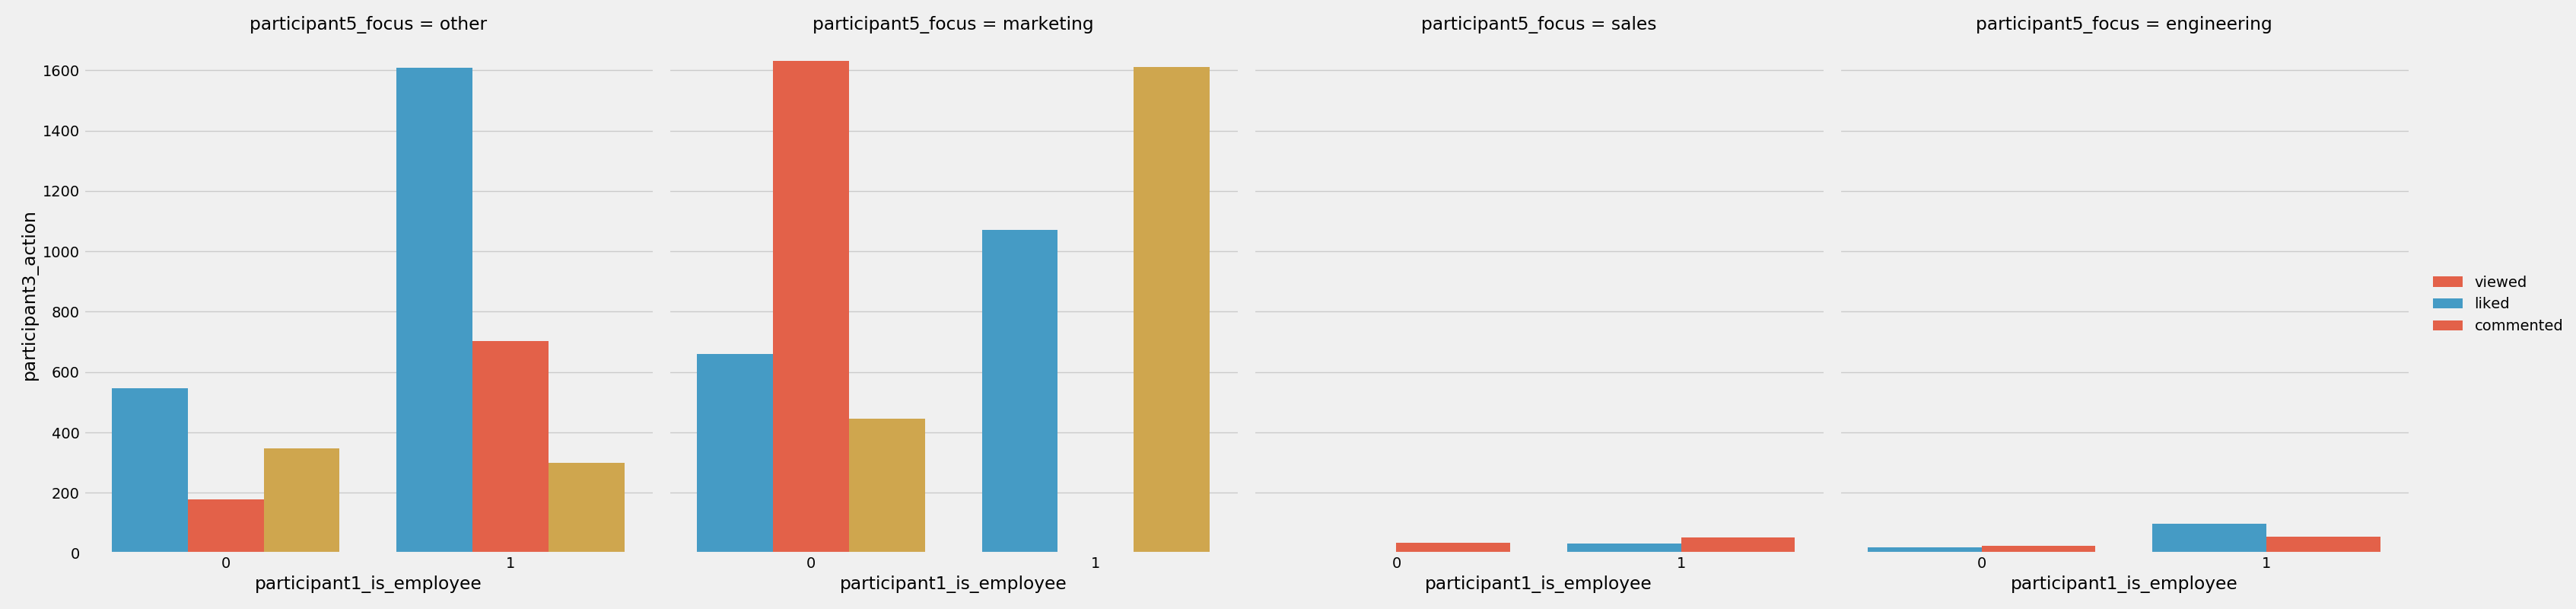 participant5_focus = other
participant5_focus = marketing
participant5_focus = sales
participant5_focus = engineering
participant3_action
1600
1400
1200
1000
800
600
400
200
0
0 1
0 1
0 1
0 1
participant1_is_employee
participant1_is_employee
participant1_is_employee
participant1_is_employee
viewed
liked
commented